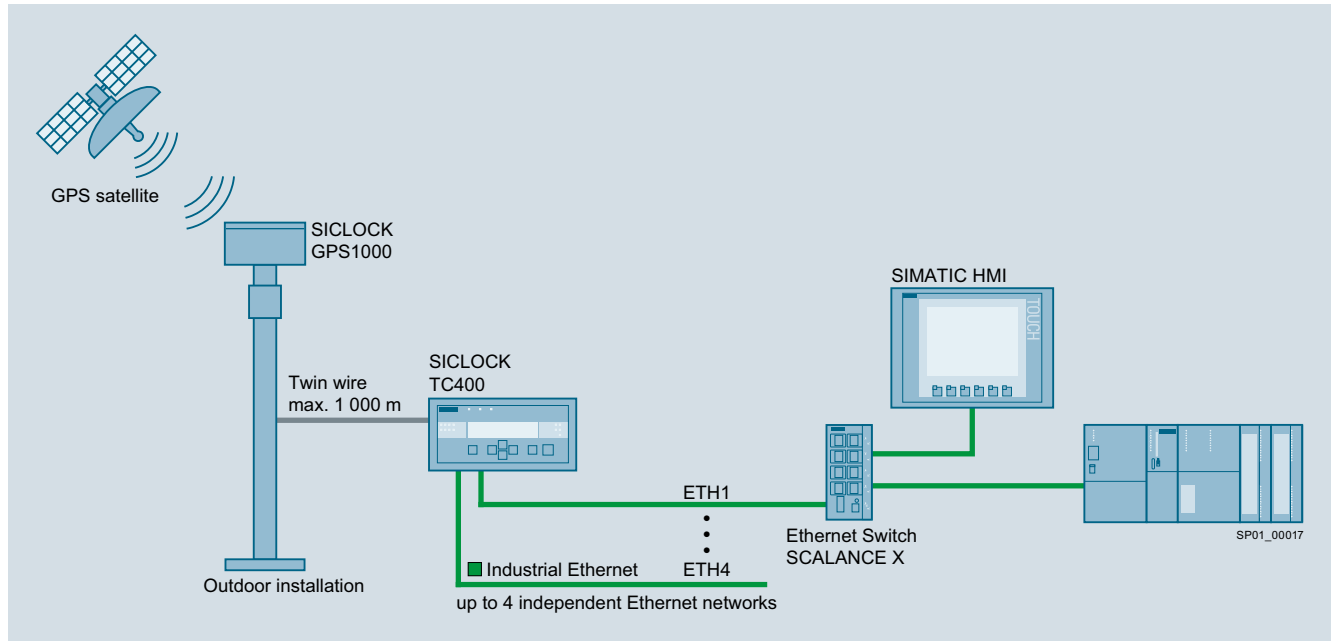 GPS satellite
SICLOCK
GPS1000
SIMATIC HMI
TOUCH
SICLOCK
TC400
Twin wire
max. 1 000 m
ETH1
Ethernet Switch
SCALANCE X
SP01_00017
Industrial Ethernet
ETH4
Outdoor installation
up to 4 independent Ethernet networks